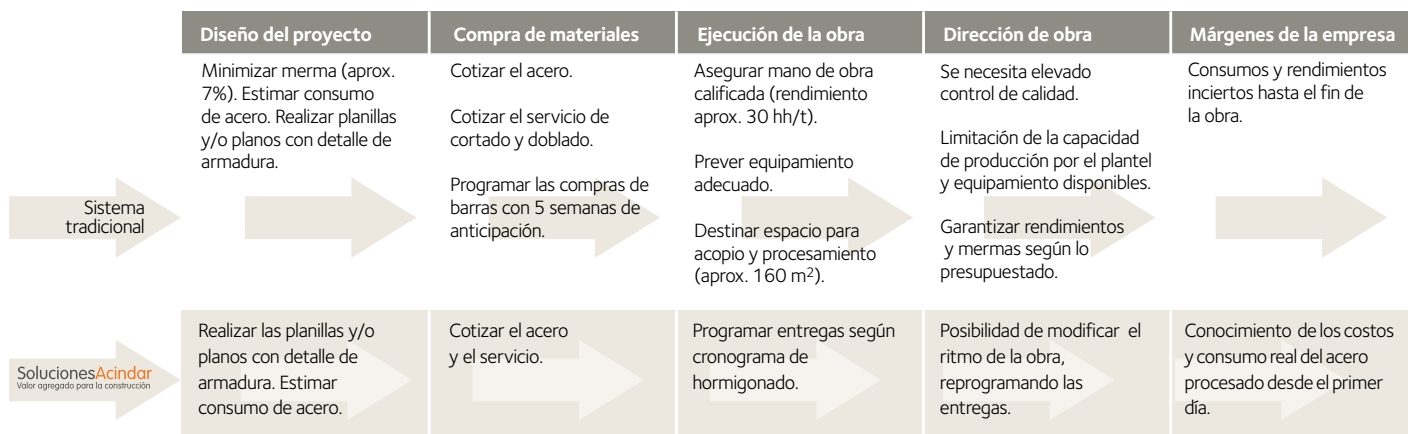 Diseño del proyecto
Compra de materiales
Ejecución de la obra
Dirección de obra
Márgenes de la empresa
Sistema
tradicional
Minimizar merma (aprox.
7%). Estimar consumo
de acero. Realizar planillas
y/o planos con detalle de
armadura.
Cotizar el acero.
Cotizar el servicio de
cortado y doblado.
Programar las compras de
barras con 5 semanas de
anticipación.
Asegurar mano de obra
calificada (rendimiento
aprox. 30 hh/t).
Prever equipamiento
adecuado.
Destinar espacio para
acopio y procesamiento
(aprox. 160 m²).
Se necesita elevado
control de calidad.
Limitación de la capacidad
de producción por el plantel
y equipamiento disponibles.
Garantizar rendimientos
y mermas según lo
presupuestado.
Consumos y rendimientos
inciertos hasta el fin de
la obra.
SolucionesAcindar
Valor agregado para la construcción
Realizar las planillas y/o
planos con detalle de
armadura. Estimar
consumo de acero.
Cotizar el acero
y el servicio.
Programar entregas según
cronograma de
hormigonado.
Posibilidad de modificar el
ritmo de la obra,
reprogramando las
entregas.
Conocimiento de los costos
y consumo real del acero
procesado desde el primer
día.